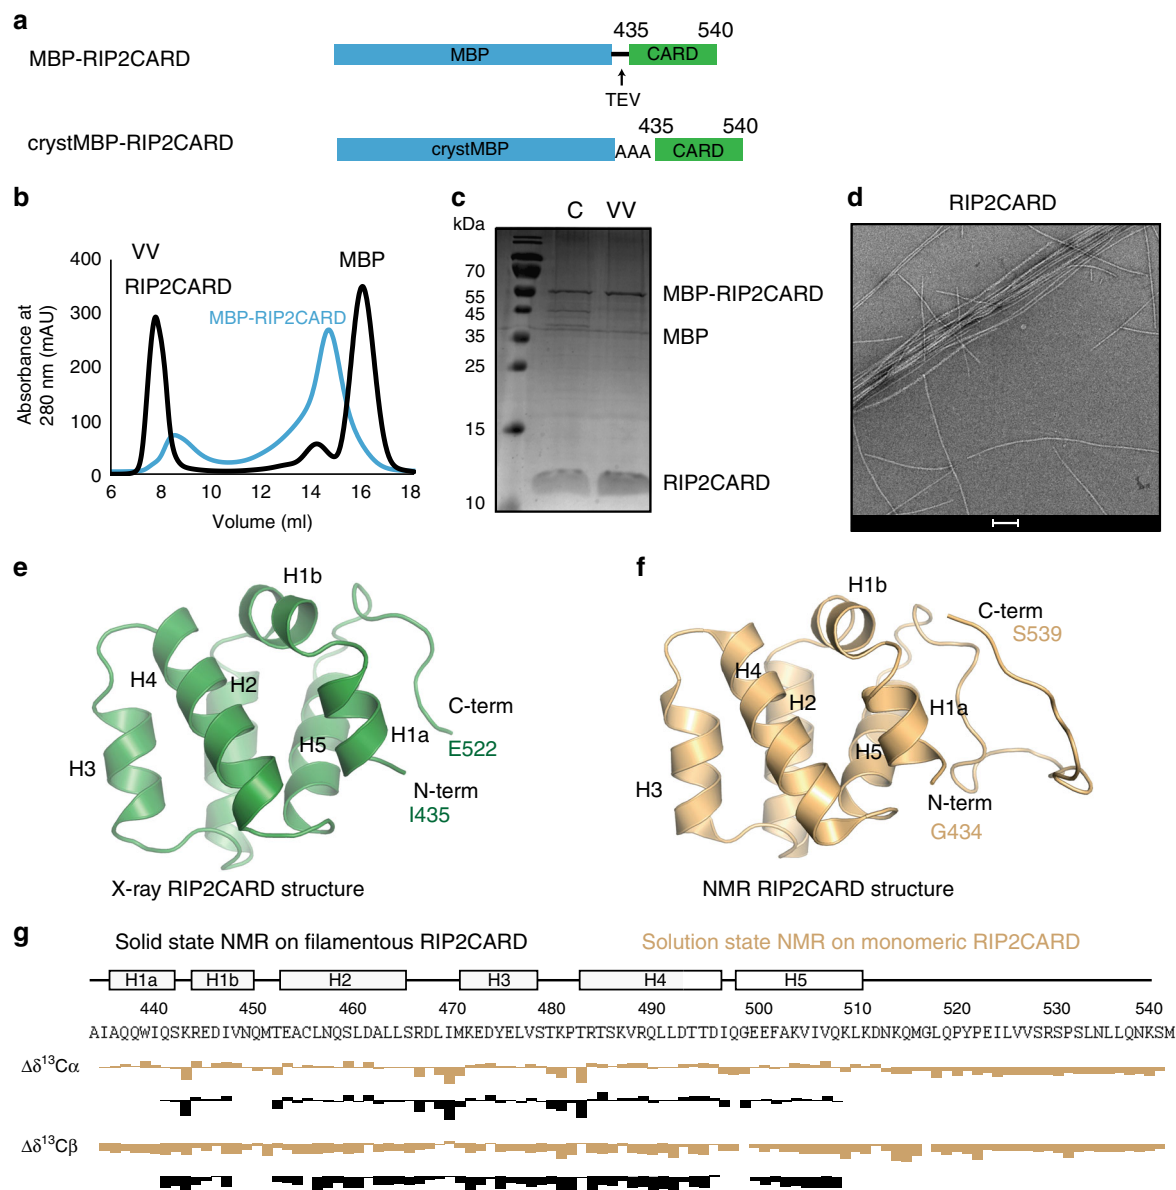 a
435 540
MBP-RIP2CARD
MBP
CARD
TEV
435 540
crystMBP-RIP2CARD
crystMBP
AAA
CARD
b
VV
RIP2CARD
MBP-RIP2CARD
MBP
Absorbance at
280 nm (mAU)
400
300
200
100
0
6 8 10 12 14 16 18
Volume (ml)
c
C VV
kDa
70
55
45
35
25
15
10
MBP-RIP2CARD
MBP
RIP2CARD
d
RIP2CARD
e
H1b
H4
H2
H3
H5
H1a
C-term
E522
N-term
I435
X-ray RIP2CARD structure
f
H1b
C-term
S539
H4
H2
H1a
H5
H3
N-term
G434
NMR RIP2CARD structure
g
Solid state NMR on filamentous RIP2CARD
Solution state NMR on monomeric RIP2CARD
H1a H1b H2 H3 H4 H5
440 450 460 470 480 490 500 510 520 530 540
AIAQQWIQSKREDIVNQMTEACLNQSLDALLSRDLIMKEDYELVSTKPTRTSKVRQLLDTTDIQGEEFAKVIVQKLKDNKQMGLQPYPEILVVSRSPSLNLLQNKSM
Δδ¹³Cα
Δδ¹³Cβ